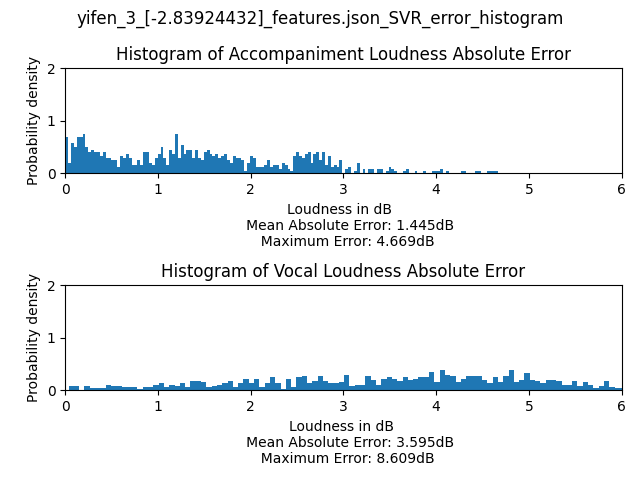 yifen_3_[-2.83924432]_features.json_SVR_error_histogram
Histogram of Accompaniment Loudness Absolute Error
Probability density
2
1
0
0 1 2 3 4 5 6
Loudness in dB
Mean Absolute Error: 1.445dB
Maximum Error: 4.669dB
Histogram of Vocal Loudness Absolute Error
Probability density
2
1
0
0 1 2 3 4 5 6
Loudness in dB
Mean Absolute Error: 3.595dB
Maximum Error: 8.609dB